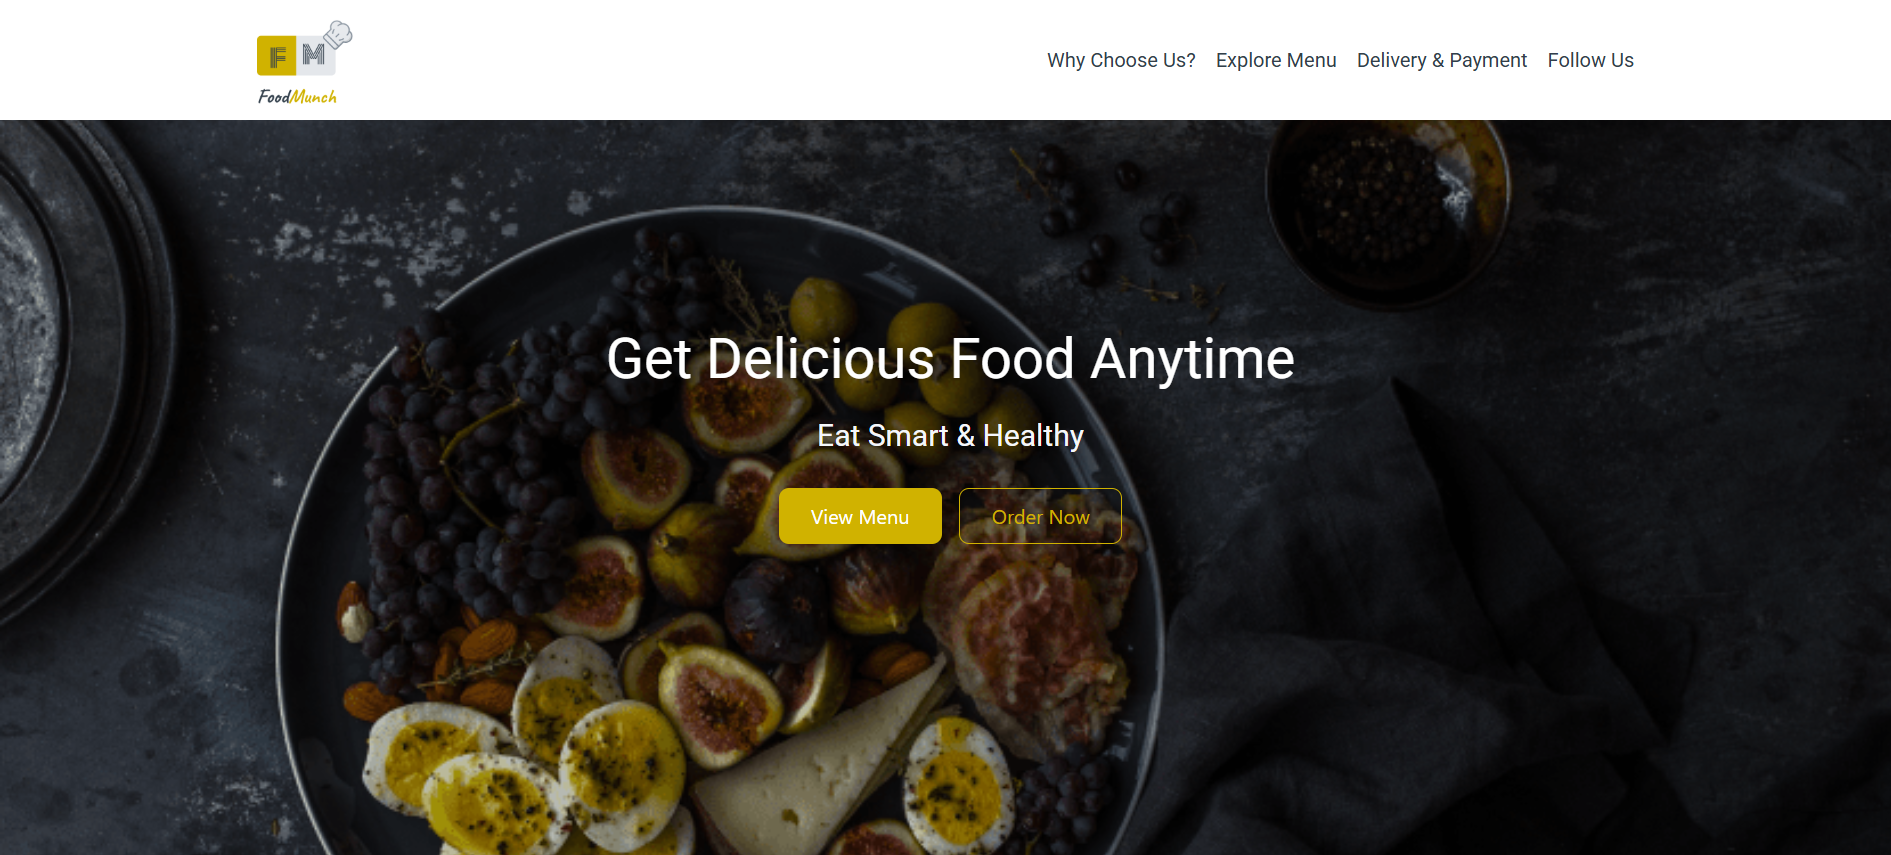 F M
FoodMunch
Why Choose Us? Explore Menu Delivery & Payment Follow Us
Get Delicious Food Anytime
Eat Smart & Healthy
View Menu Order Now